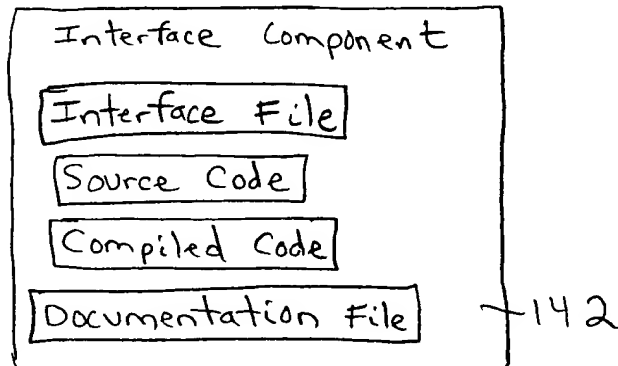 Interface Component
Interface File
Source Code
Compiled Code
Documentation File
142